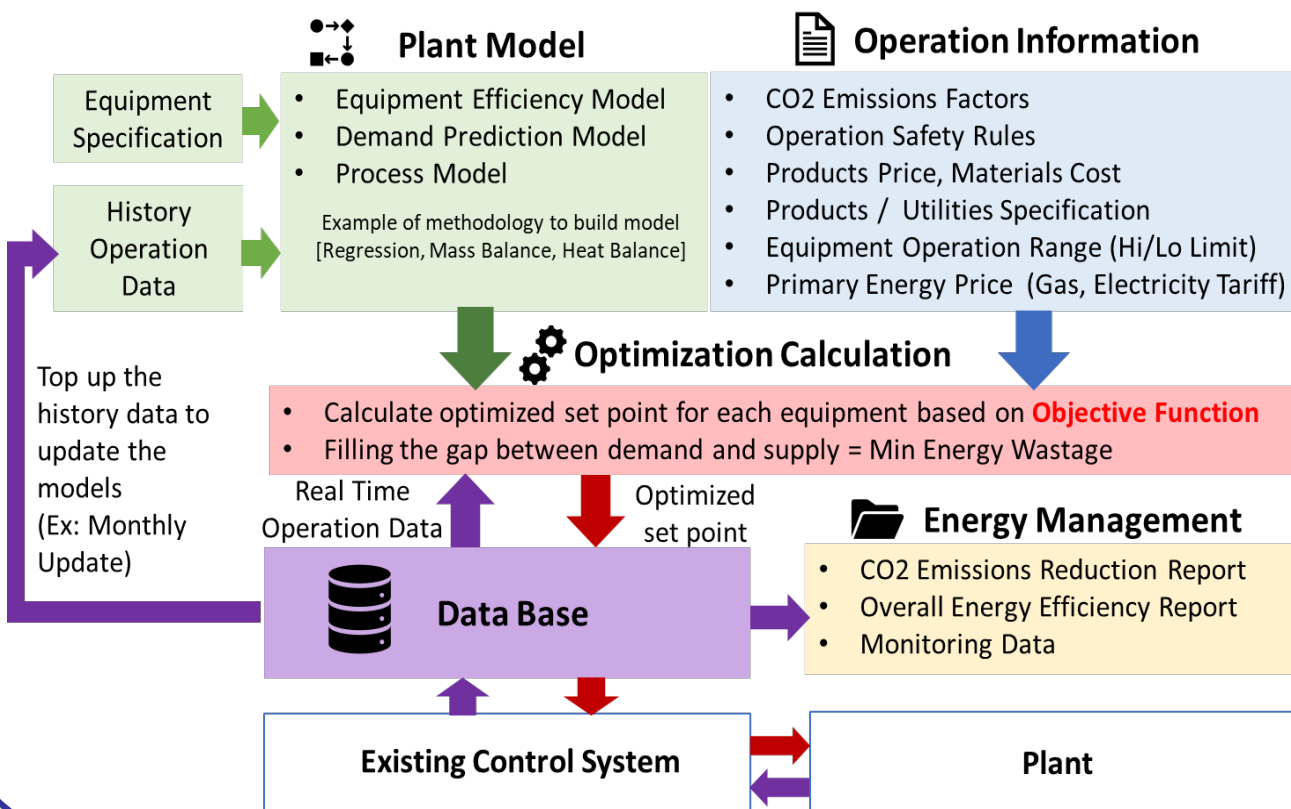 Plant Model
Operation Information
Equipment
Specification
• Equipment Efficiency Model
• Demand Prediction Model
• Process Model
Example of methodology to build model
[Regression, Mass Balance, Heat Balance]
History
Operation
Data
• CO2 Emissions Factors
• Operation Safety Rules
• Products Price, Materials Cost
• Products / Utilities Specification
• Equipment Operation Range (Hi/Lo Limit)
• Primary Energy Price (Gas, Electricity Tariff)
Optimization Calculation
• Calculate optimized set point for each equipment based on Objective Function
• Filling the gap between demand and supply = Min Energy Wastage
Top up the
history data to
update the
models
(Ex: Monthly
Update)
Real Time
Operation Data
Optimized
set point
Energy Management
• CO2 Emissions Reduction Report
• Overall Energy Efficiency Report
• Monitoring Data
Data Base
Existing Control System
Plant